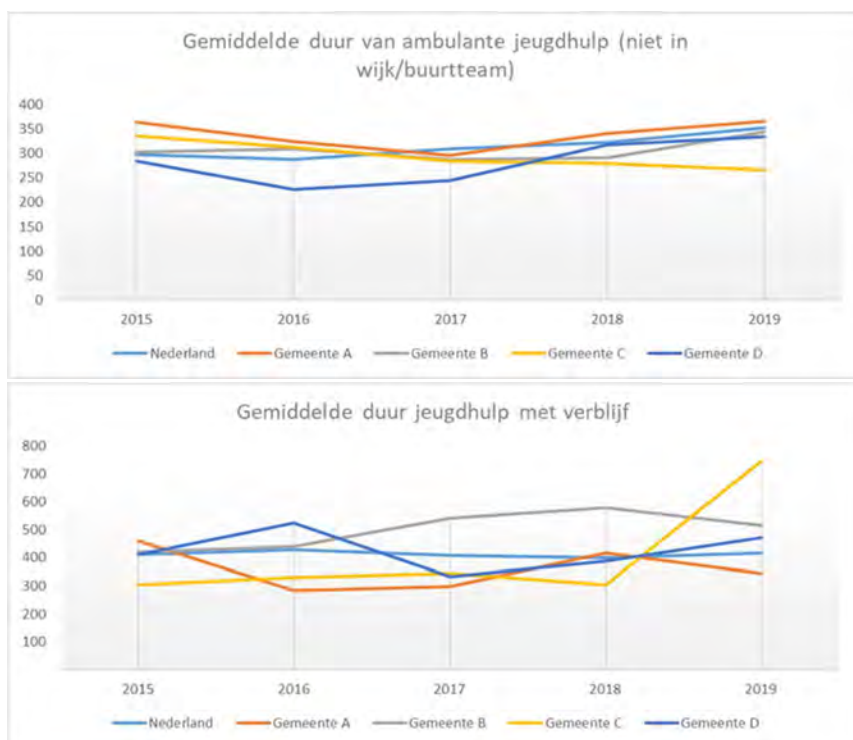 Gemiddelde duur van ambulante jeugdhulp (niet in
wijk/buurtteam)
400
350
300
250
200
150
100
50
0
2015 2016 2017 2018 2019
Nederland Gemeente A Gemeente B Gemeente C Gemeente D
Gemiddelde duur jeugdhulp met verblijf
800
700
600
500
400
300
200
100
2015 2016 2017 2018 2019
Nederland Gemeente A Gemeente B Gemeente C Gemeente D